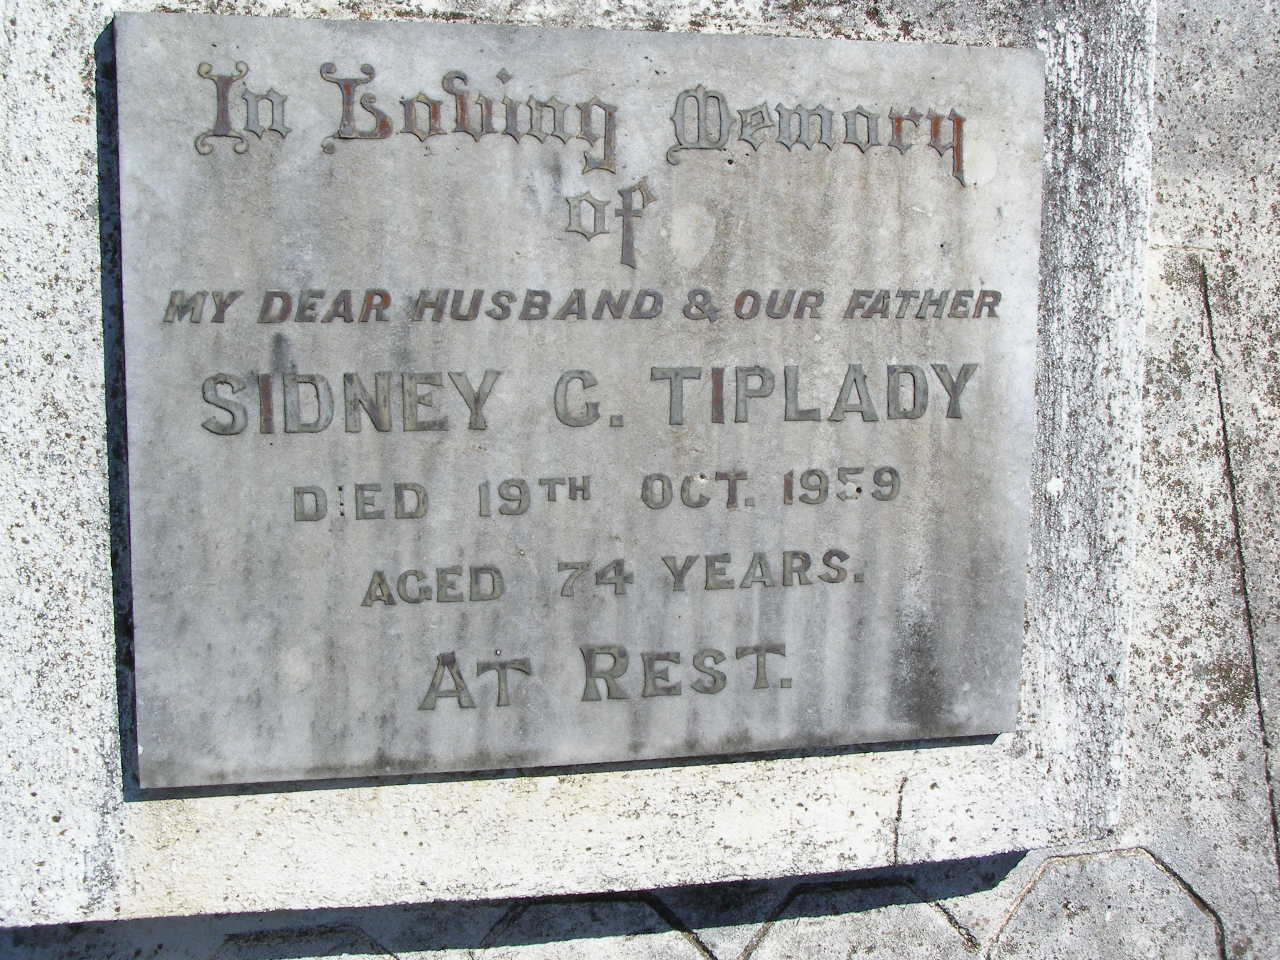 In Loving Memory
of
MY DEAR HUSBAND & OUR FATHER
SIDNEY G. TIPLADY
DIED 19TH OCT. 1959
AGED 74 YEARS.
AT REST.